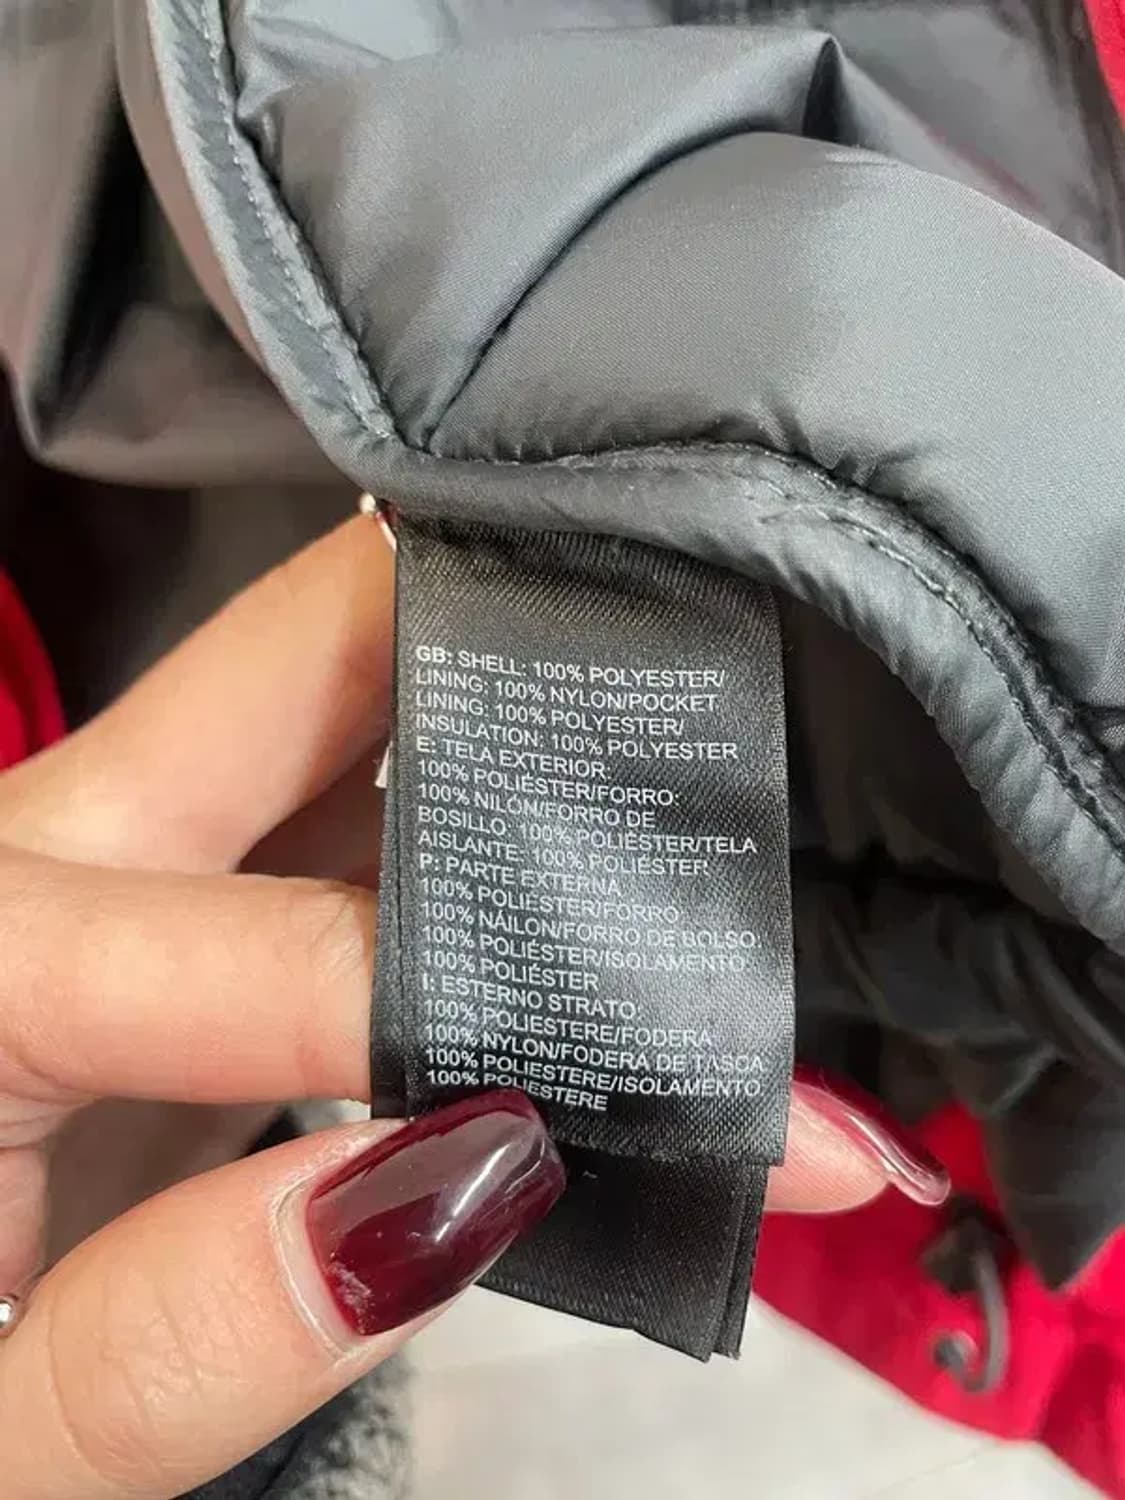 GB: SHELL: 100% POLYESTER/
LINING: 100% NYLON/POCKET
LINING: 100% POLYESTER/
INSULATION: 100% POLYESTER
E: TELA EXTERIOR:
100% POLIÉSTER/FORRO:
100% NILÓN/FORRO DE
BOSILLO: 100% POLIÉSTER/TELA
AISLANTE: 100% POLIÉSTER
P: PARTE EXTERNA
100% POLIÉSTER/FORRO
100% NÁILON/FORRO DE BOLSO:
100% POLIÉSTER/ISOLAMENTO
100% POLIÉSTER
I: ESTERNO STRATO
100% POLIESTERE/FODERA
100% NYLON/FODERA DE TASCA
100% POLIESTERE/ISOLAMENTO
100% POLIESTERE